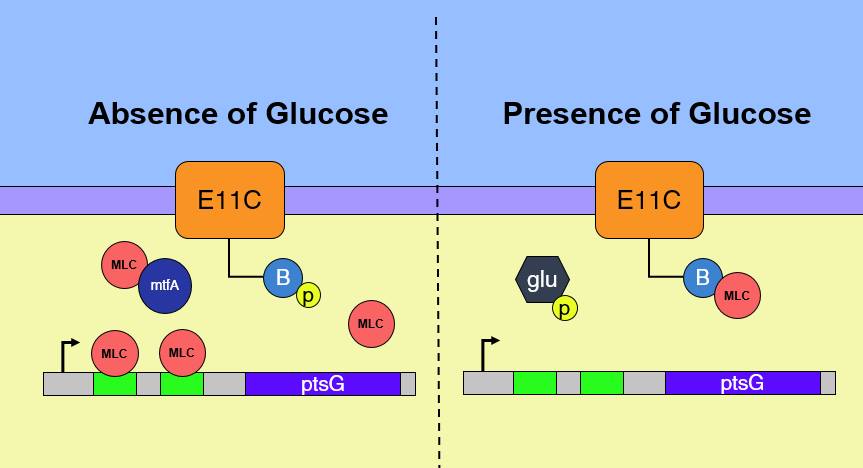 Absence of Glucose
Presence of Glucose
E11C
E11C
MLC
mtfA
B
p
MLC
glu
p
B
MLC
MLC
MLC
ptsG
ptsG